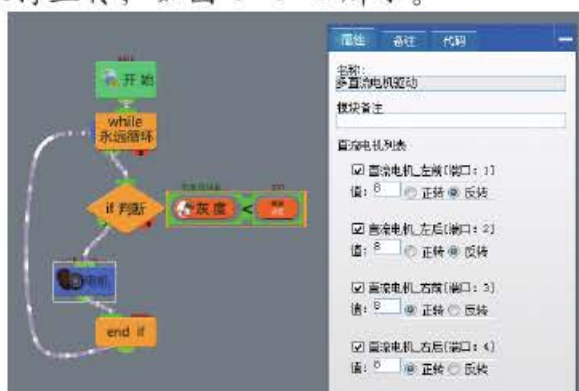 开始
while
永远循环
if 判断
灰度 <
end if
属性 备注 代码
名称:
多直流电机驱动
模块备注
直流电机列表
直流电机_左前[端口: 1]
值: 8 正转 反转
直流电机_左后[端口: 2]
值: 8 正转 反转
直流电机_右前[端口: 3]
值: 8 正转 反转
直流电机_右后[端口: 4]
值: 8 正转 反转